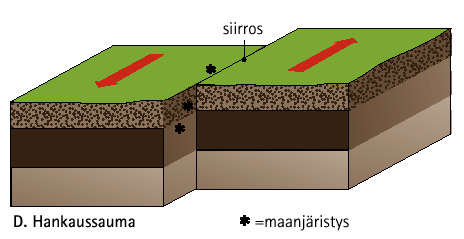 siirros
D. Hankaussauma
✱ =maanjäristys